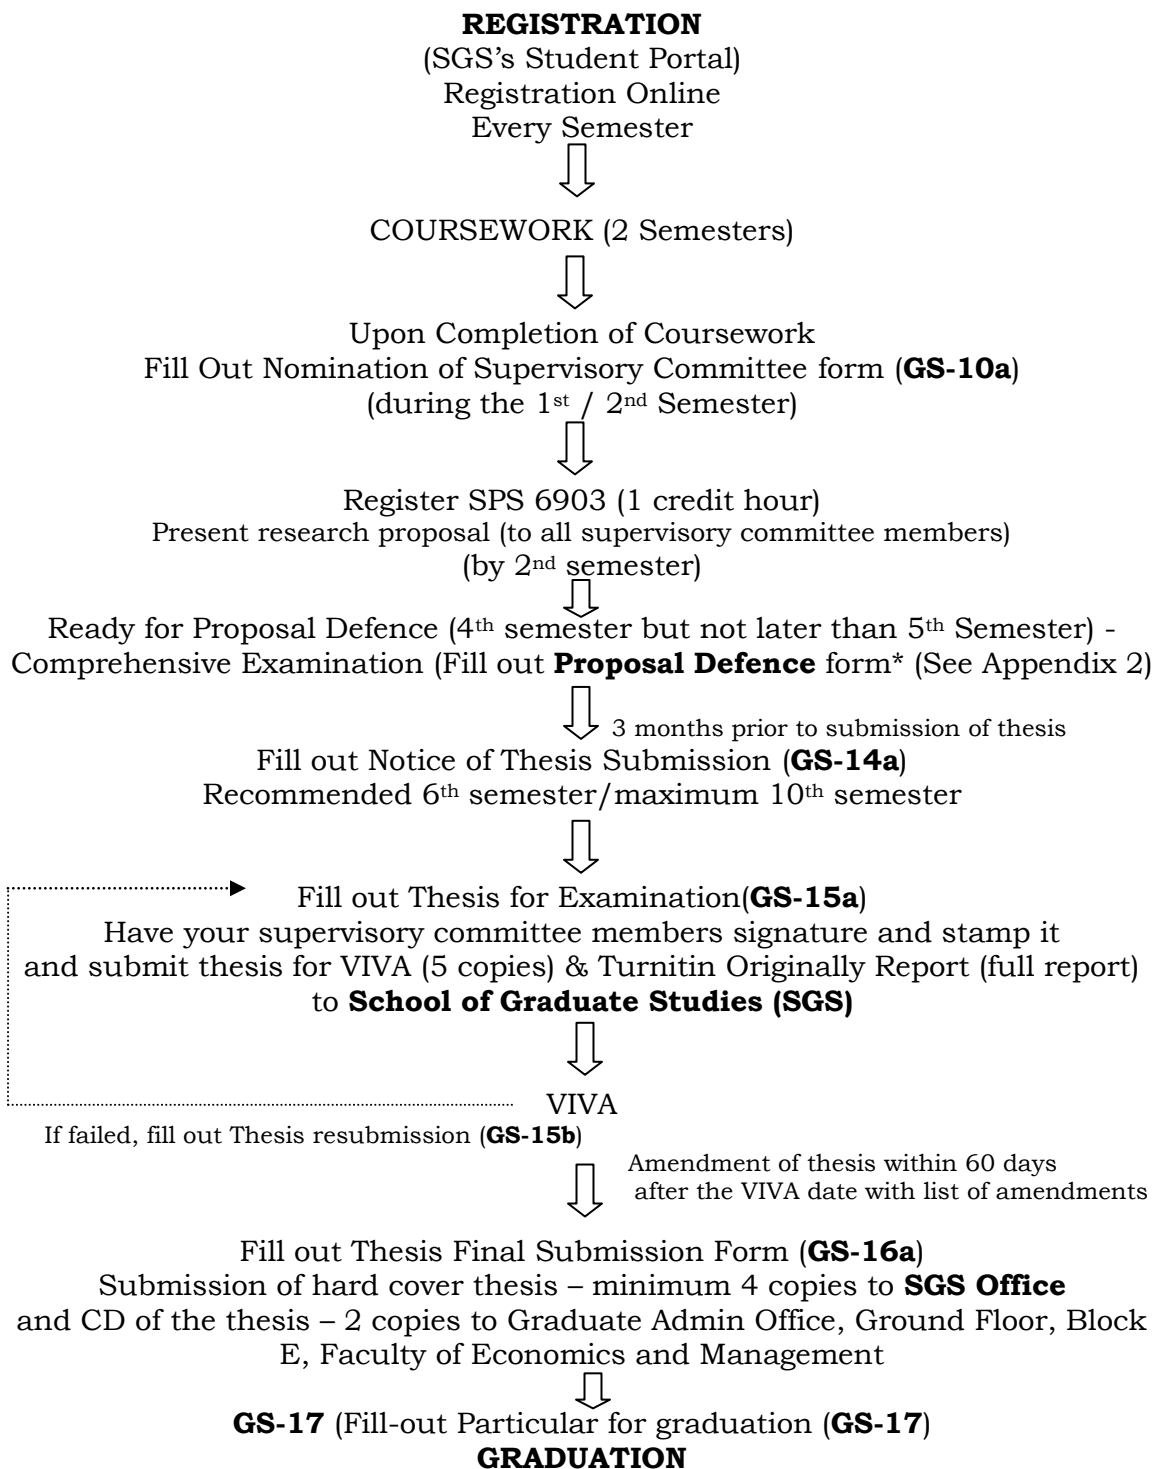 REGISTRATION
(SGS’s Student Portal)
Registration Online
Every Semester
COURSEWORK (2 Semesters)
Upon Completion of Coursework
Fill Out Nomination of Supervisory Committee form (GS-10a)
(during the 1st / 2nd Semester)
Register SPS 6903 (1 credit hour)
Present research proposal (to all supervisory committee members)
(by 2nd semester)
Ready for Proposal Defence (4th semester but not later than 5th Semester) -
Comprehensive Examination (Fill out Proposal Defence form* (See Appendix 2)
3 months prior to submission of thesis
Fill out Notice of Thesis Submission (GS-14a)
Recommended 6th semester/maximum 10th semester
Fill out Thesis for Examination(GS-15a)
Have your supervisory committee members signature and stamp it
and submit thesis for VIVA (5 copies) & Turnitin Originally Report (full report)
to School of Graduate Studies (SGS)
VIVA
If failed, fill out Thesis resubmission (GS-15b)
Amendment of thesis within 60 days
after the VIVA date with list of amendments
Fill out Thesis Final Submission Form (GS-16a)
Submission of hard cover thesis – minimum 4 copies to SGS Office
and CD of the thesis – 2 copies to Graduate Admin Office, Ground Floor, Block
E, Faculty of Economics and Management
GS-17 (Fill-out Particular for graduation (GS-17)
GRADUATION